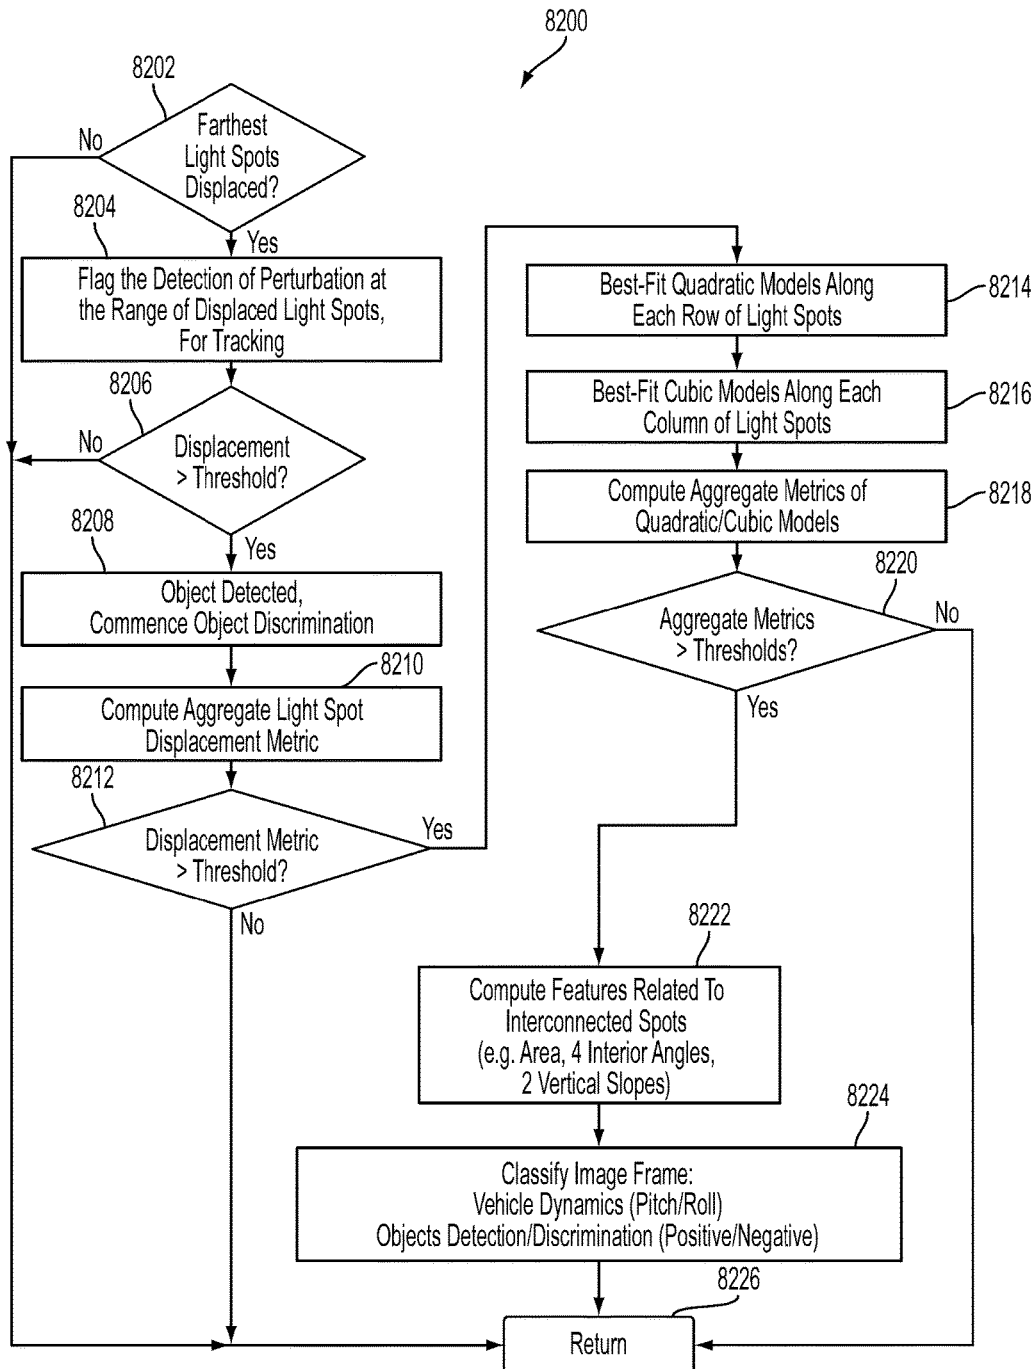 8200
8202
No
Farthest
Light Spots
Displaced?
8204
Yes
Flag the Detection of Perturbation at
the Range of Displaced Light Spots,
For Tracking
8206
No
Displacement
> Threshold?
8208
Yes
Object Detected,
Commence Object Discrimination
8210
Compute Aggregate Light Spot
Displacement Metric
8212
Yes
Displacement Metric
> Threshold?
No
Best-Fit Quadratic Models Along
Each Row of Light Spots
8214
Best-Fit Cubic Models Along Each
Column of Light Spots
8216
Compute Aggregate Metrics of
Quadratic/Cubic Models
8218
8220
No
Aggregate Metrics
> Thresholds?
Yes
8222
Compute Features Related To
Interconnected Spots
(e.g. Area, 4 Interior Angles,
2 Vertical Slopes)
8224
Classify Image Frame:
Vehicle Dynamics (Pitch/Roll)
Objects Detection/Discrimination (Positive/Negative)
8226
Return